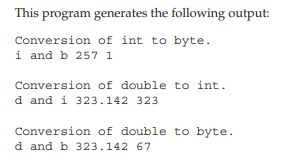 This program generates the following output:
Conversion of int to byte.
i and b 257 1
Conversion of double to int.
d and i 323.142 323
Conversion of double to byte.
d and b 323.142 67